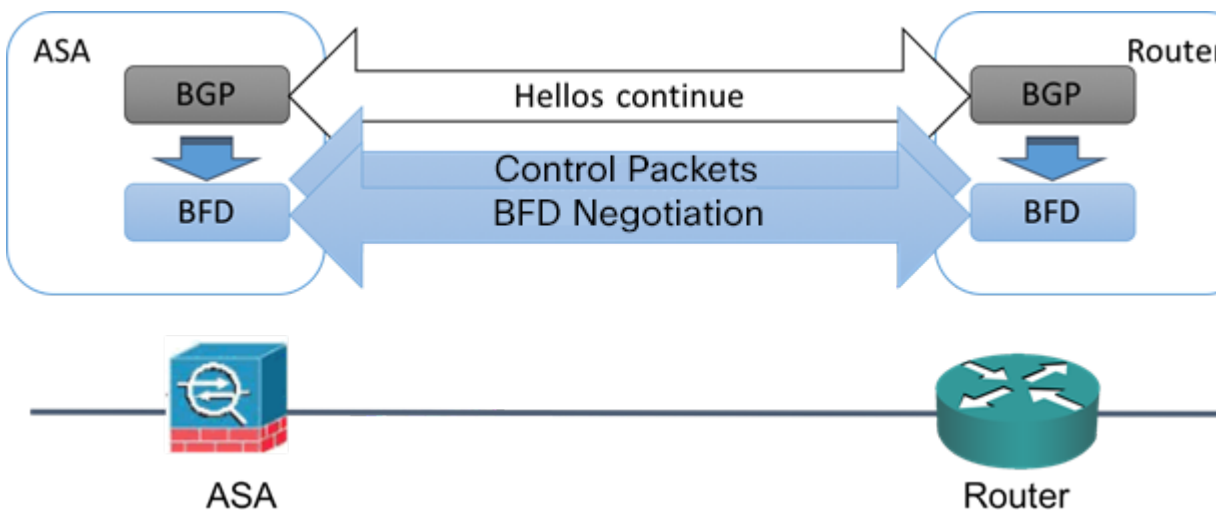 ASA
Router
BGP
Hellos continue
BGP
Control Packets
BFD
BFD Negotiation
BFD
ASA
Router